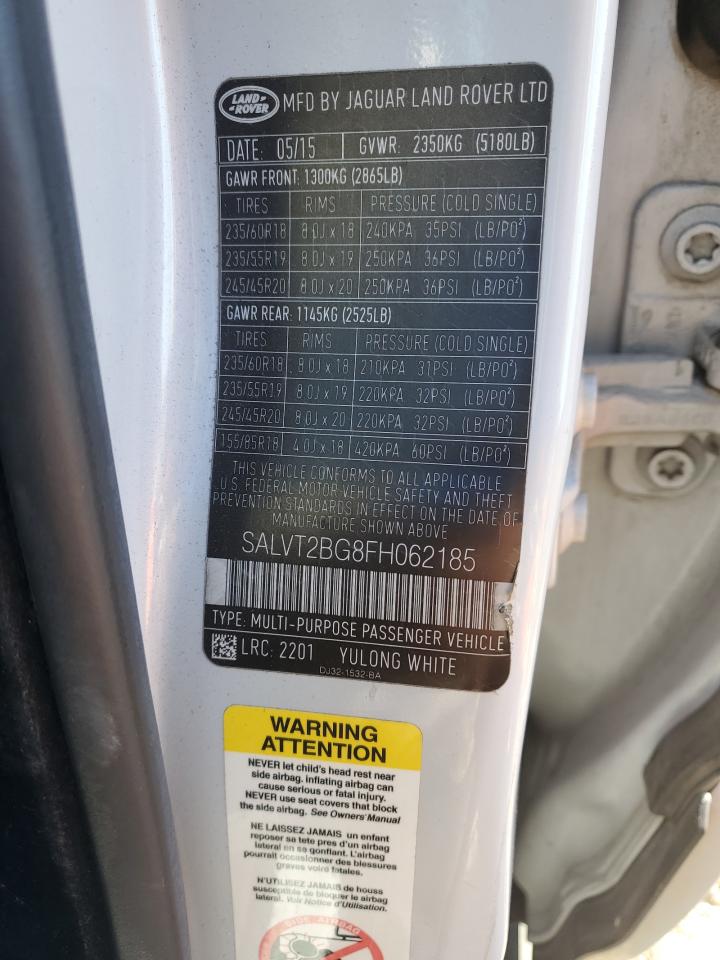 LAND ROVER MFD BY JAGUAR LAND ROVER LTD
DATE: 05/15 GVWR: 2350KG (5180LB)
GAWR FRONT: 1300KG (2865LB)
TIRES RIMS PRESSURE (COLD SINGLE)
235/60R18 8.0J x 18 240KPA 35PSI (LB/PO²)
235/55R19 8.0J x 19 250KPA 36PSI (LB/PO²)
245/45R20 8.0J x 20 250KPA 36PSI (LB/PO²)
GAWR REAR: 1145KG (2525LB)
TIRES RIMS PRESSURE (COLD SINGLE)
235/60R18 8.0J x 18 210KPA 31PSI (LB/PO²)
235/55R19 8.0J x 19 220KPA 32PSI (LB/PO²)
245/45R20 8.0J x 20 220KPA 32PSI (LB/PO²)
155/85R18 4.0J x 18 420KPA 60PSI (LB/PO²)
THIS VEHICLE CONFORMS TO ALL APPLICABLE
U.S. FEDERAL MOTOR VEHICLE SAFETY AND THEFT
PREVENTION STANDARDS IN EFFECT ON THE DATE OF
MANUFACTURE SHOWN ABOVE
SALVT2BG8FH062185
TYPE: MULTI-PURPOSE PASSENGER VEHICLE
LRC: 2201 YULONG WHITE
DJ32-1532-BA
WARNING
ATTENTION
NEVER let child's head rest near
side airbag. inflating airbag can
cause serious or fatal injury.
NEVER use seat covers that block
the side airbag. See Owners'Manual
NE LAISSEZ JAMAIS un enfant
reposer sa tete pres d'un airbag
lateral en se gonflant. L'airbag
pourrait occasionner des blessures
graves voire fatales.
N'UTILISEZ JAMAIS de houss
susceptible de bloquer le airbag
lateral. Voir Notice d'Utilisation.
SIDE AIRBAG